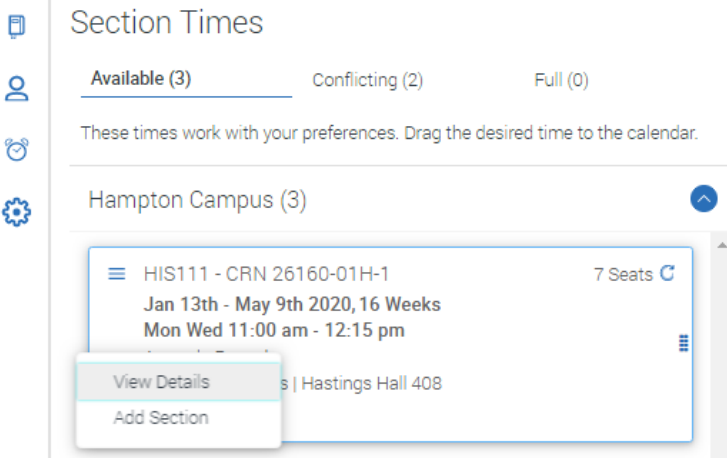 Section Times
Available (3) Conflicting (2) Full (0)
These times work with your preferences. Drag the desired time to the calendar.
Hampton Campus (3)
HIS111 - CRN 26160-01H-1 7 Seats
Jan 13th - May 9th 2020, 16 Weeks
Mon Wed 11:00 am - 12:15 pm
View Details
s | Hastings Hall 408
Add Section